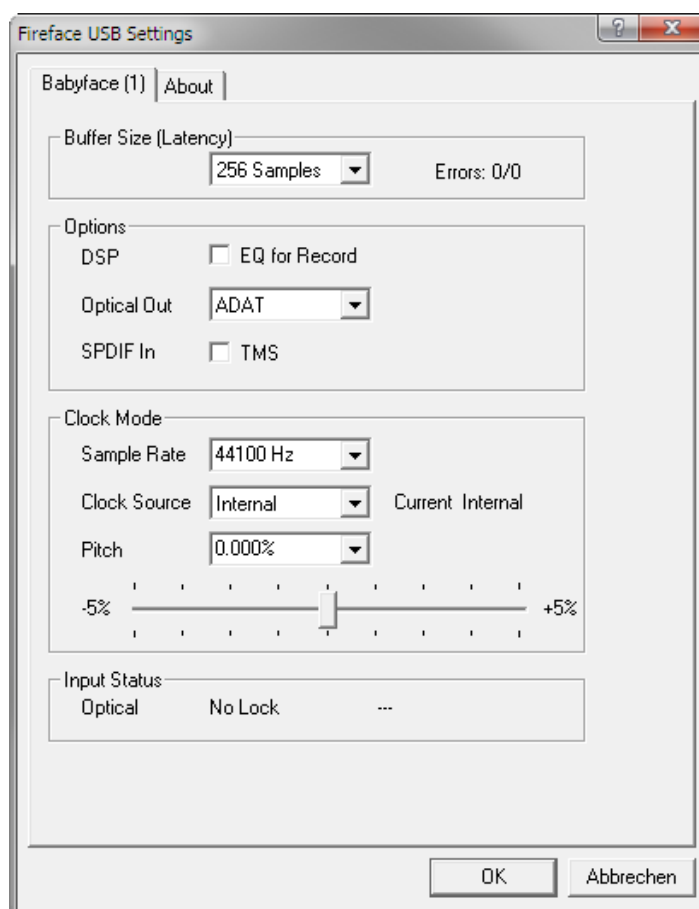 Fireface USB Settings
Babyface (1) About
Buffer Size (Latency)
256 Samples Errors: 0/0
Options
DSP EQ for Record
Optical Out ADAT
SPDIF In TMS
Clock Mode
Sample Rate 44100 Hz
Clock Source Internal Current Internal
Pitch 0.000%
-5% +5%
Input Status
Optical No Lock ---
OK Abbrechen